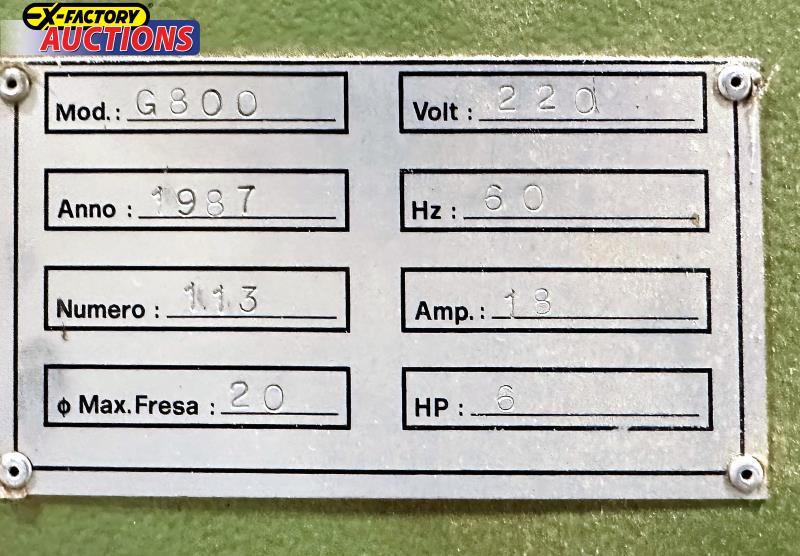 EX-FACTORY
AUCTIONS
Mod.: G800
Volt : 220
Anno : 1987
Hz : 60
Numero : 113
Amp. : 18
ϕ Max. Fresa : 20
HP : 6